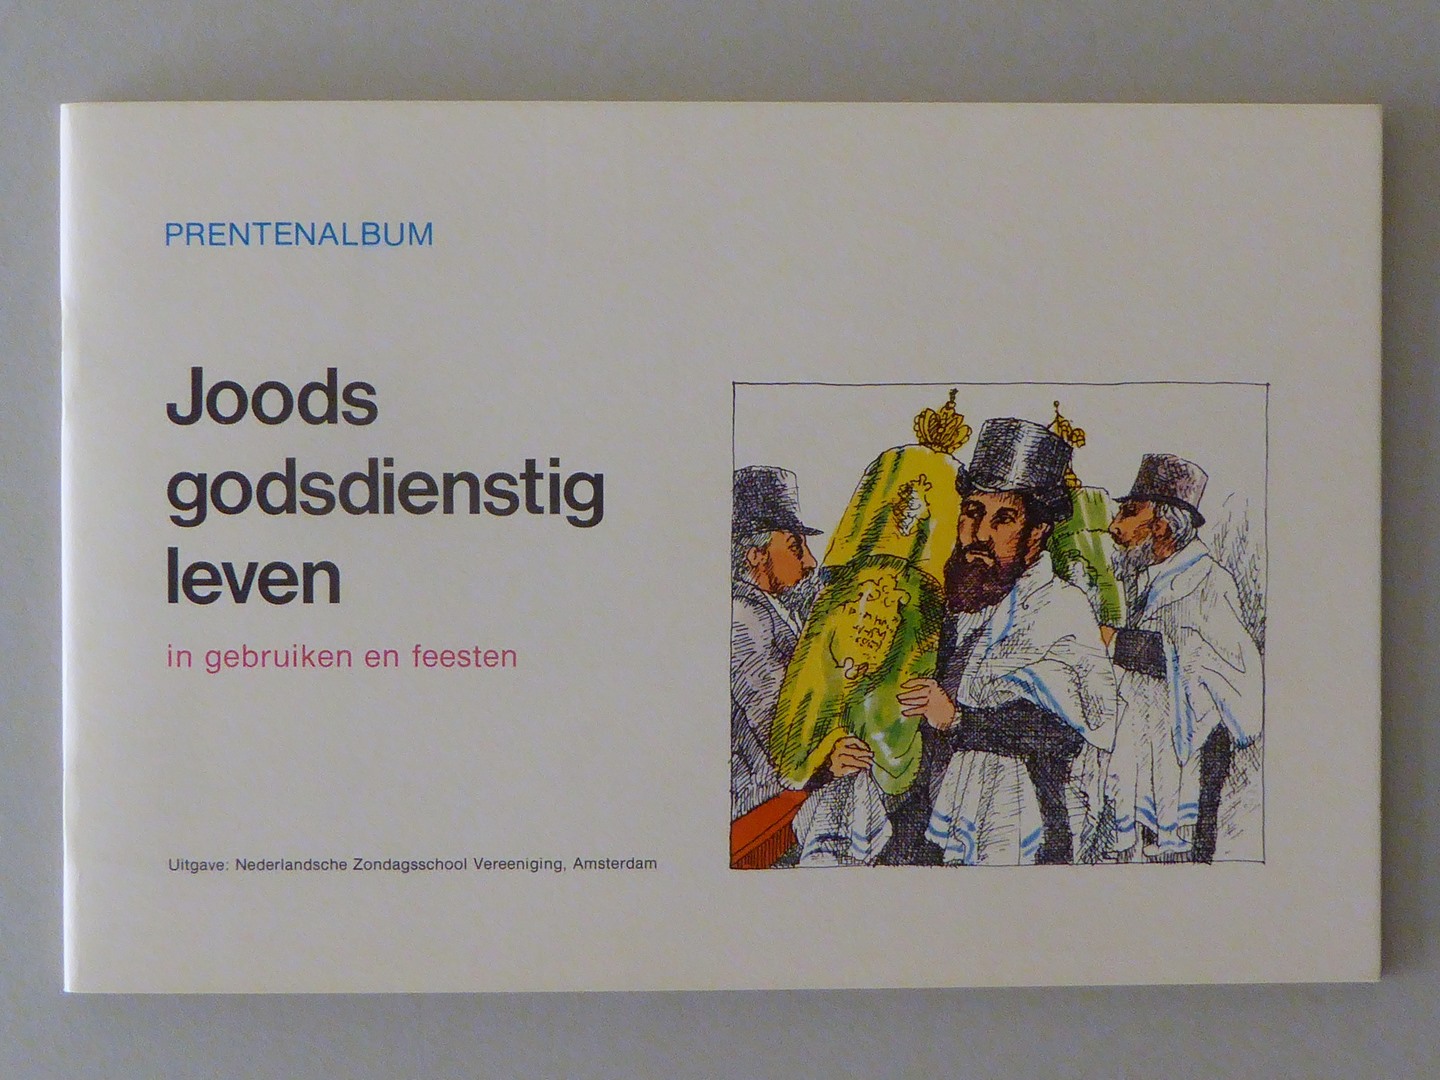 PRENTENALBUM
Joods
godsdienstig
leven
in gebruiken en feesten
Uitgave: Nederlandsche Zondagsschool Vereeniging, Amsterdam